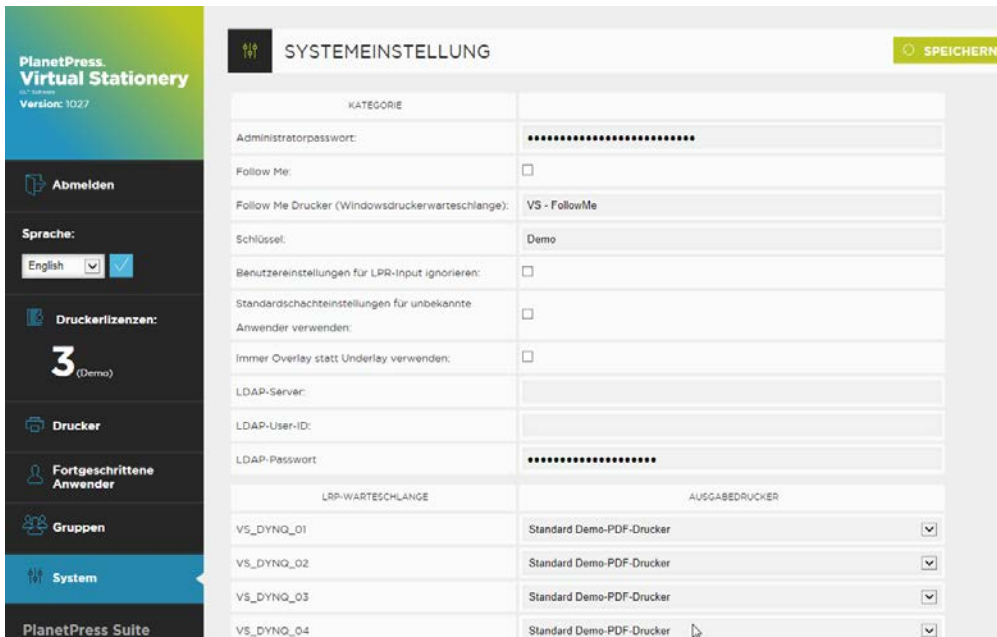 PlanetPress.
Virtual Stationery
Version: 1027
Abmelden
Sprache:
English
Druckerlizenzen:
3 (Demo)
Drucker
Fortgeschrittene
Anwender
Gruppen
System
PlanetPress Suite
SYSTEMEINSTELLUNG
SPEICHERN
KATEGORIE
Administratorpasswort: •••••••••••••••••••••••••••
Follow Me:
Follow Me Drucker (Windowsdruckerwarteschlange): VS - FollowMe
Schlüssel: Demo
Benutzereinstellungen für LPR-Input ignorieren:
Standardschachteinstellungen für unbekannte
Anwender verwenden:
Immer Overlay statt Underlay verwenden:
LDAP-Server:
LDAP-User-ID:
LDAP-Passwort ••••••••••••••••••••
LRP-WARTESCHLANGE AUSGABEDRUCKER
VS_DYNQ_01 Standard Demo-PDF-Drucker
VS_DYNQ_02 Standard Demo-PDF-Drucker
VS_DYNQ_03 Standard Demo-PDF-Drucker
VS_DYNQ_04 Standard Demo-PDF-Drucker